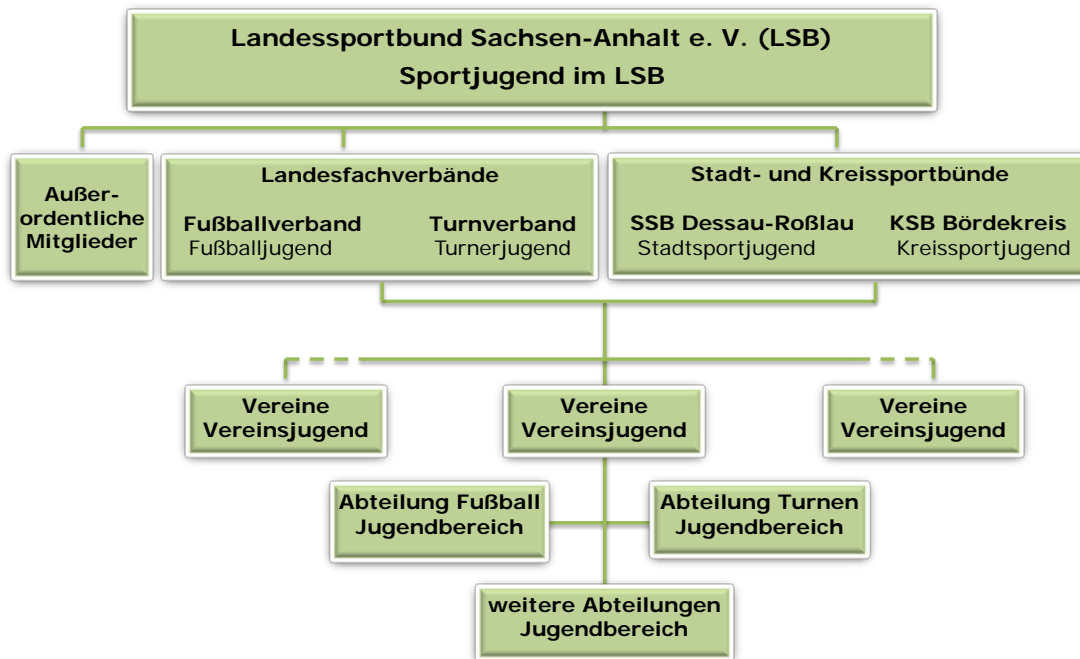 Landessportbund Sachsen-Anhalt e. V. (LSB)
Sportjugend im LSB
Außer-
ordentliche
Mitglieder
Landesfachverbände
Fußballverband Turnverband
Fußballjugend Turnerjugend
Stadt- und Kreissportbünde
SSB Dessau-Roßlau KSB Bördekreis
Stadtsportjugend Kreissportjugend
Vereine
Vereinsjugend
Vereine
Vereinsjugend
Vereine
Vereinsjugend
Abteilung Fußball
Jugendbereich
Abteilung Turnen
Jugendbereich
weitere Abteilungen
Jugendbereich